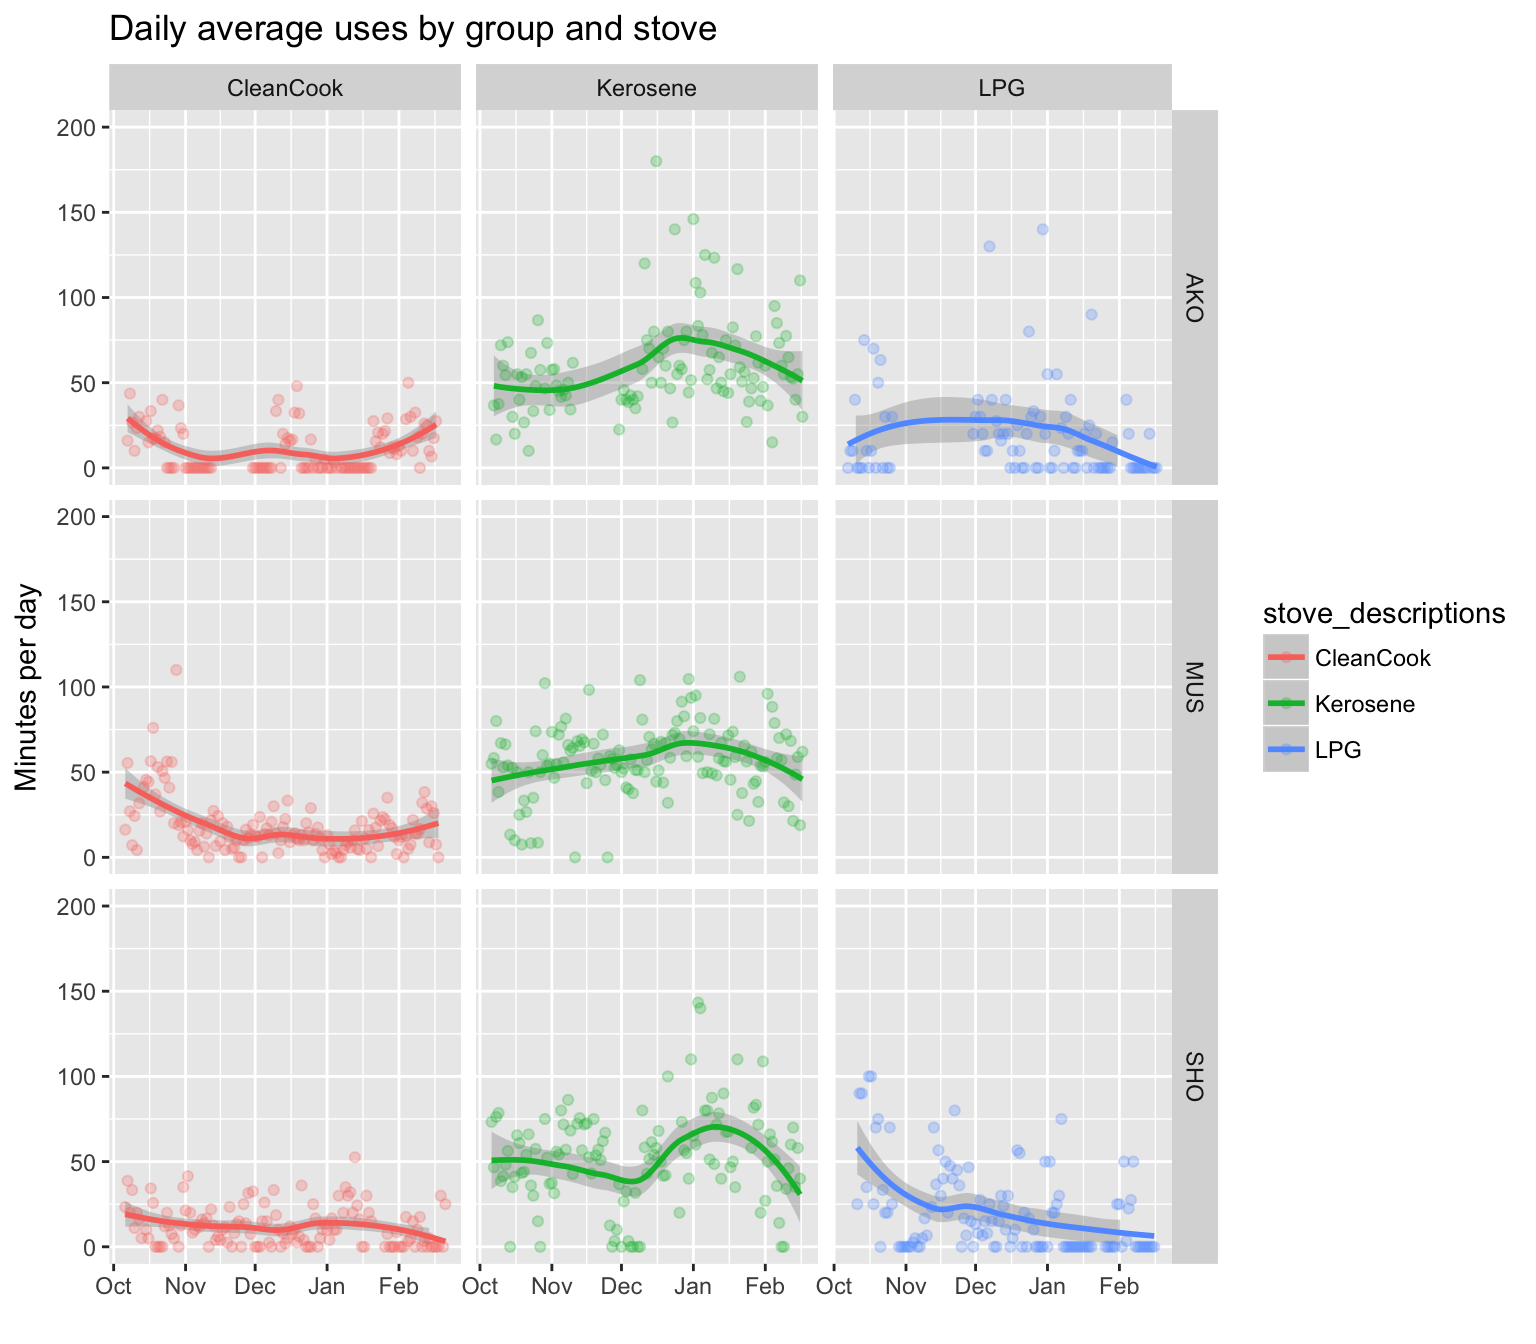 Daily average uses by group and stove
CleanCook Kerosene LPG
200
150
100
50
0
AKO
200
150
100
50
0
MUS
200
150
100
50
0
SHO
Oct Nov Dec Jan Feb Oct Nov Dec Jan Feb Oct Nov Dec Jan Feb
Minutes per day
stove_descriptions
CleanCook
Kerosene
LPG